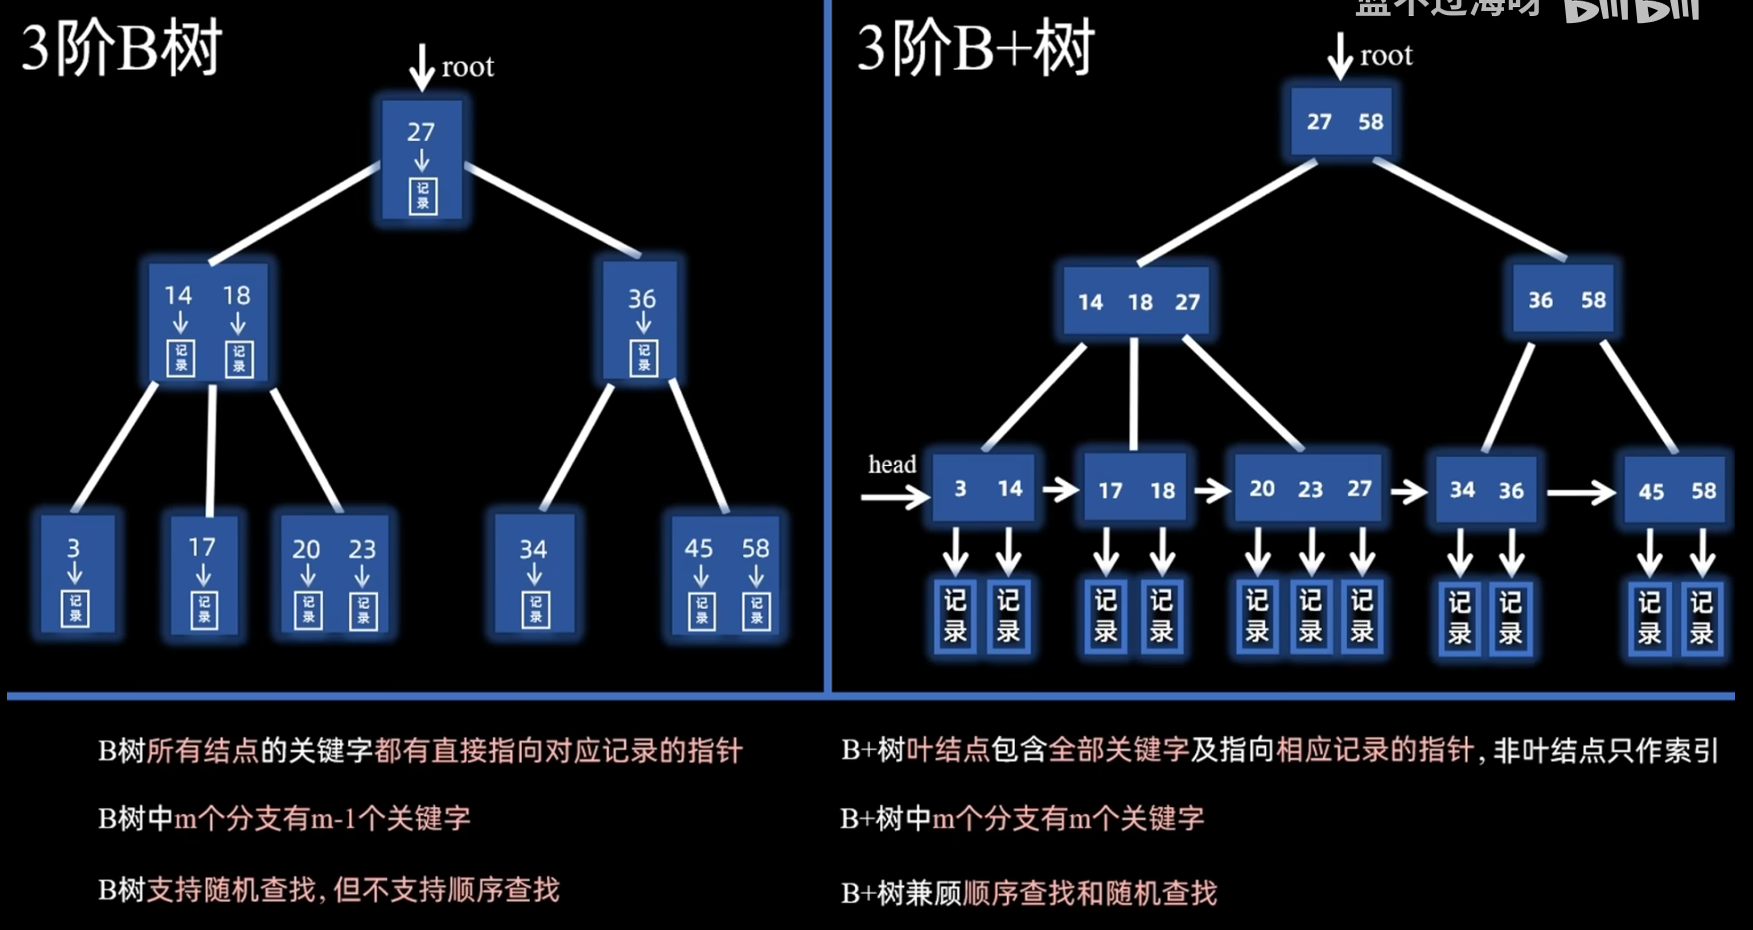 蓝不过海呀 bilibili
3阶B树
root
27
记录
14 18
记录 记录
36
记录
3
记录
17
记录
20 23
记录 记录
34
记录
45 58
记录 记录
3阶B+树
root
27 58
14 18 27
36 58
head
3 14
17 18
20 23 27
34 36
45 58
记录 记录
记录 记录
记录 记录 记录
记录 记录
记录 记录
B树所有结点的关键字都有直接指向对应记录的指针
B树中m个分支有m-1个关键字
B树支持随机查找, 但不支持顺序查找
B+树叶结点包含全部关键字及指向相应记录的指针, 非叶结点只作索引
B+树中m个分支有m个关键字
B+树兼顾顺序查找和随机查找